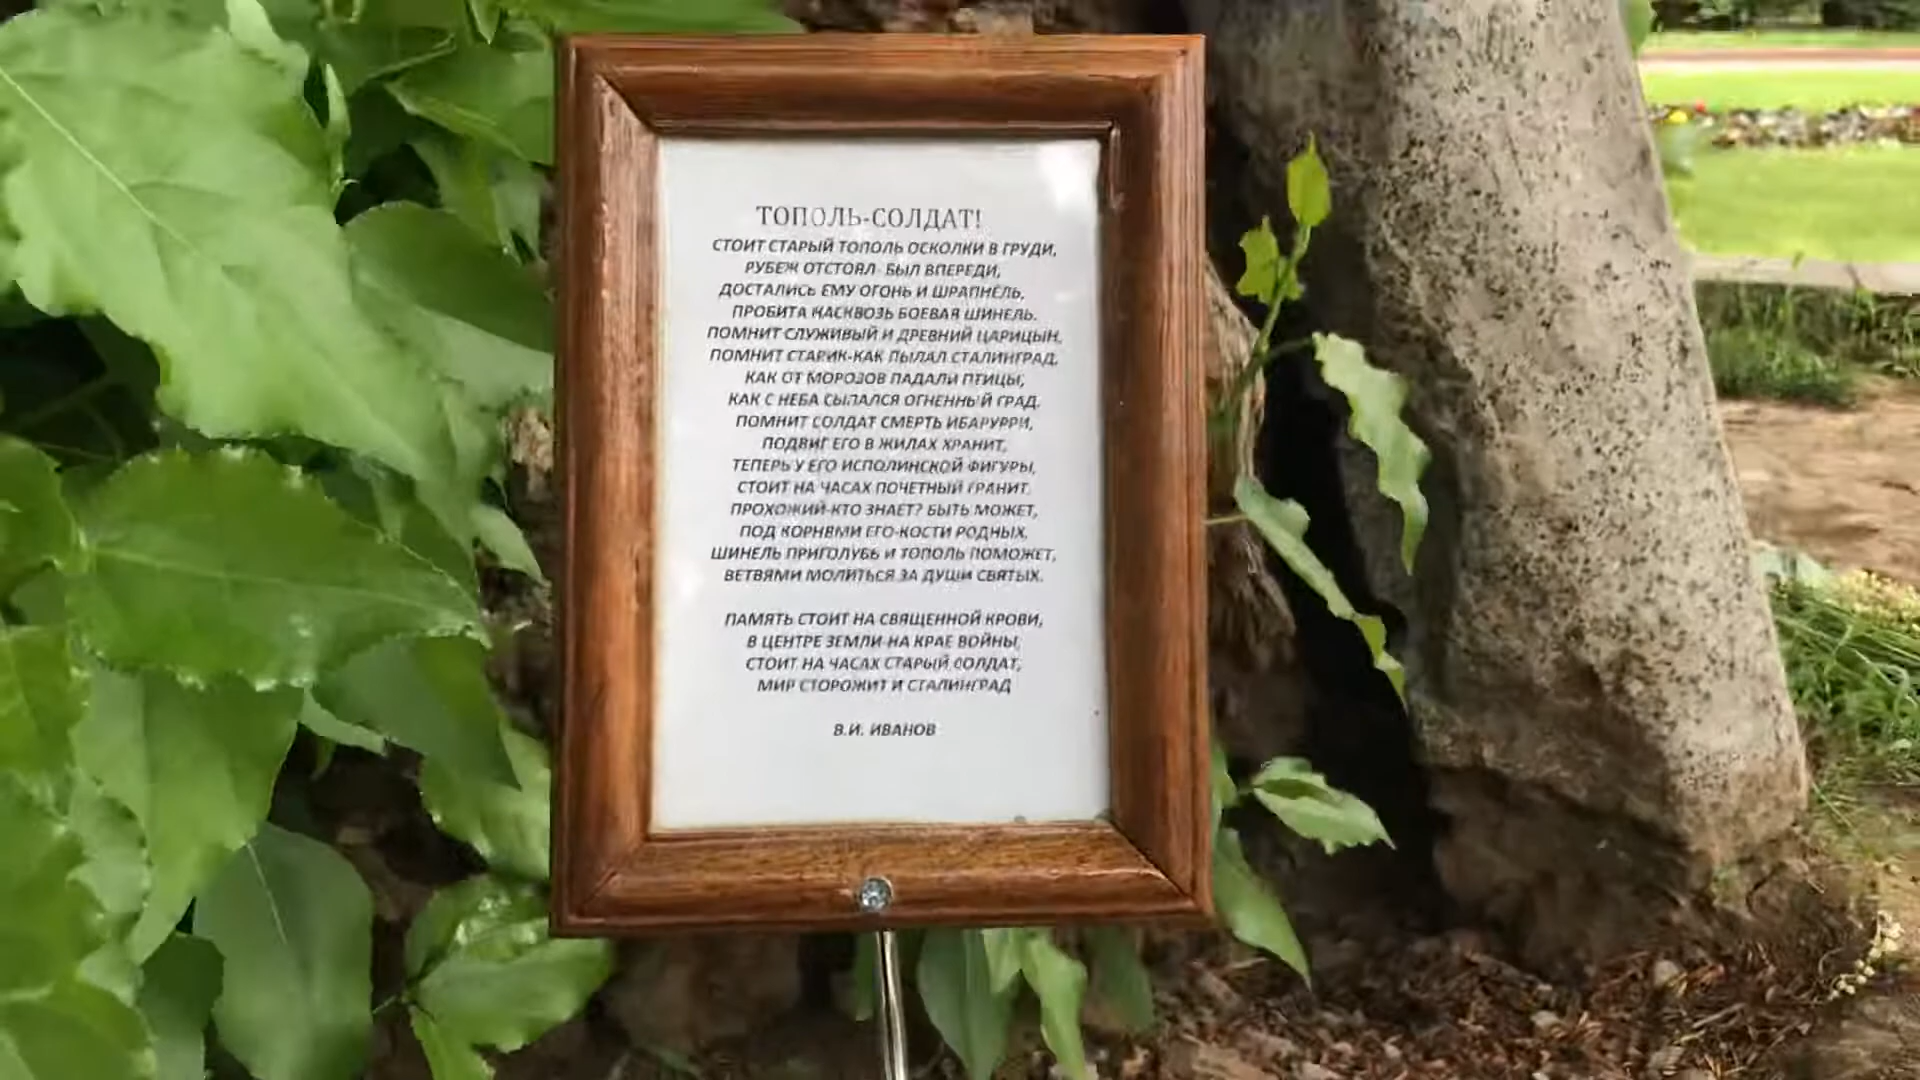 ТОПОЛЬ-СОЛДАТ!
СТОИТ СТАРЫЙ ТОПОЛЬ ОСКОЛКИ В ГРУДИ,
РУБЕЖ ОТСТОЯЛ БЫЛ ВПЕРЕДИ,
ДОСТАЛИСЬ ЕМУ ОГОНЬ И ШРАПНЕЛЬ,
ПРОБИТА НАСКВОЗЬ БОЕВАЯ ШИНЕЛЬ.
ПОМНИТ СЛУЖИВЫЙ И ДРЕВНИЙ ЦАРИЦЫН,
ПОМНИТ СТАРИК-КАК ПЫЛАЛ СТАЛИНГРАД,
КАК ОТ МОРОЗОВ ПАДАЛИ ПТИЦЫ,
КАК С НЕБА СЫПАЛСЯ ОГНЕННЫЙ ГРАД.
ПОМНИТ СОЛДАТ СМЕРТЬ ИБАРУРРИ,
ПОДВИГ ЕГО В ЖИЛАХ ХРАНИТ,
ТЕПЕРЬ У ЕГО ИСПОЛИНСКОЙ ФИГУРЫ,
СТОИТ НА ЧАСАХ ПОЧЕТНЫЙ ГРАНИТ.
ПРОХОЖИЙ-КТО ЗНАЕТ? БЫТЬ МОЖЕТ,
ПОД КОРНЯМИ ЕГО-КОСТИ РОДНЫХ,
ШИНЕЛЬ ПРИГОЛУБЬ И ТОПОЛЬ ПОМОЖЕТ,
ВЕТВЯМИ МОЛИТЬСЯ ЗА ДУШИ СВЯТЫХ.
ПАМЯТЬ СТОИТ НА СВЯЩЕННОЙ КРОВИ,
В ЦЕНТРЕ ЗЕМЛИ-НА КРАЕ ВОЙНЫ,
СТОИТ НА ЧАСАХ СТАРЫЙ СОЛДАТ,
МИР СТОРОЖИТ И СТАЛИНГРАД
В.И. ИВАНОВ